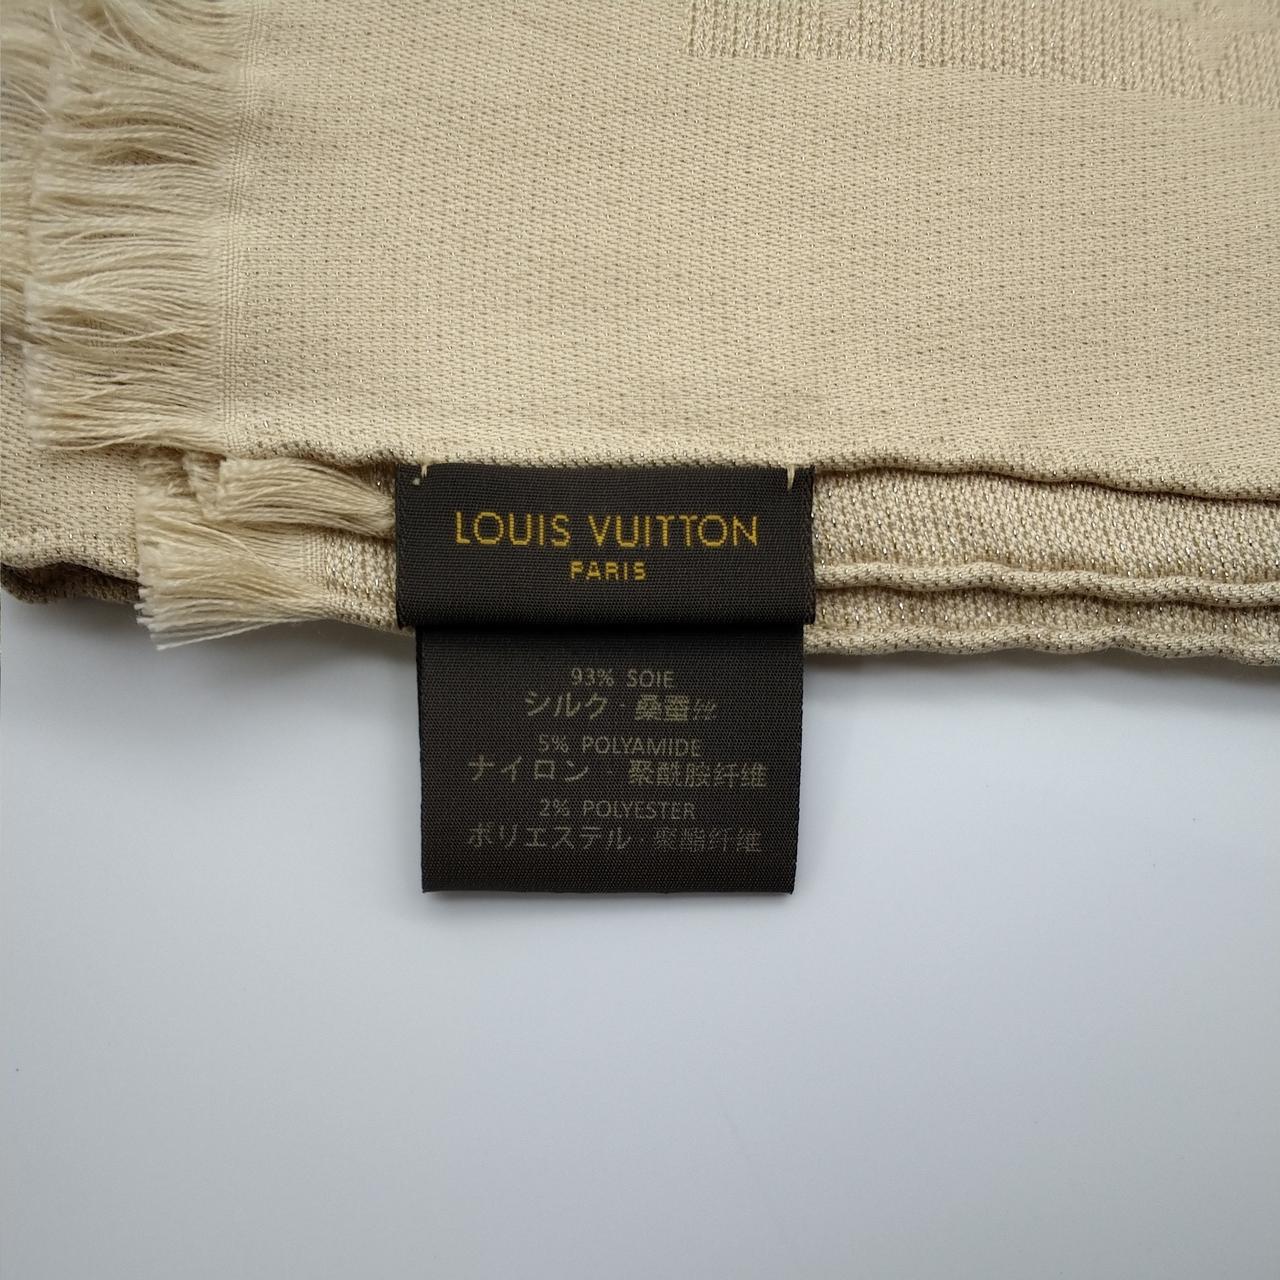 LOUIS VUITTON
PARIS
93% SOIE
シルク · 桑蚕丝
5% POLYAMIDE
ナイロン · 聚酰胺纤维
2% POLYESTER
ポリエステル · 聚酯纤维